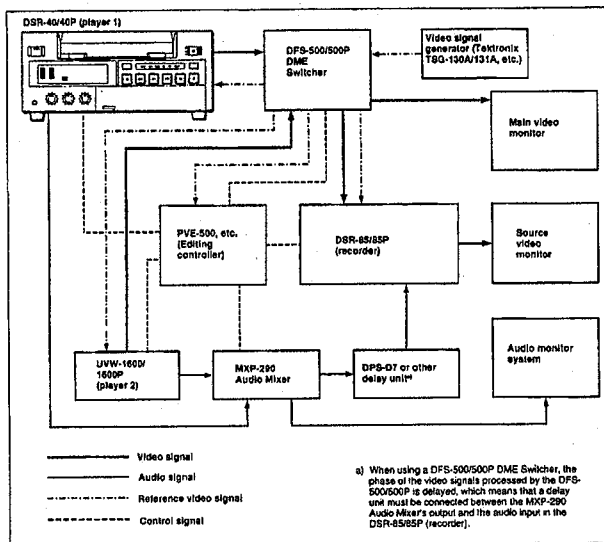 DSR-40/40P (player 1)
DFS-500/500P
DME
Switcher
Video signal
generator (Tektronix
TSG-130A/131A, etc.)
Main video
monitor
PVE-500, etc.
(Editing
controller)
DSR-85/85P
(recorder)
Source
video
monitor
UVW-1600/
1600P
(player 2)
MXP-290
Audio Mixer
DPS-D7 or other
delay unit a)
Audio monitor
system
Video signal
Audio signal
Reference video signal
Control signal
a) When using a DFS-500/500P DME Switcher, the
phase of the video signals processed by the DFS-
500/500P is delayed, which means that a delay
unit must be connected between the MXP-290
Audio Mixer's output and the audio input in the
DSR-85/85P (recorder).